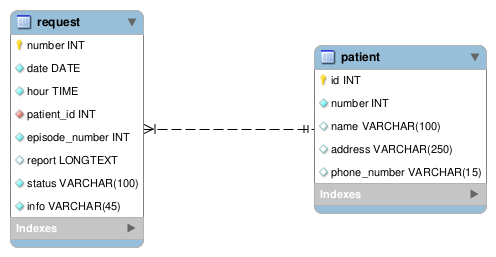 request
number INT
date DATE
hour TIME
patient_id INT
episode_number INT
report LONGTEXT
status VARCHAR(100)
info VARCHAR(45)
Indexes
patient
id INT
number INT
name VARCHAR(100)
address VARCHAR(250)
phone_number VARCHAR(15)
Indexes